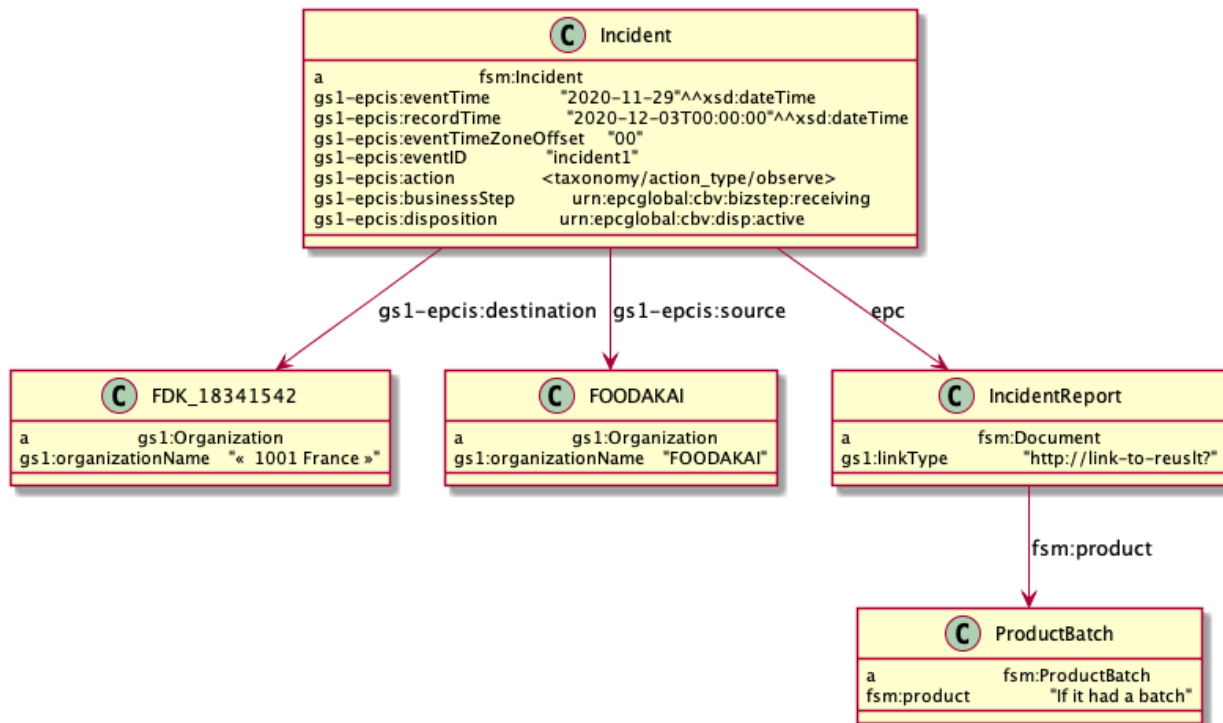 C Incident
a fsm:Incident
gs1-epcis:eventTime "2020-11-29"^^xsd:dateTime
gs1-epcis:recordTime "2020-12-03T00:00:00"^^xsd:dateTime
gs1-epcis:eventTimeZoneOffset "00"
gs1-epcis:eventID "incident1"
gs1-epcis:action <taxonomy/action_type/observe>
gs1-epcis:businessStep urn:epcglobal:cbv:bizstep:receiving
gs1-epcis:disposition urn:epcglobal:cbv:disp:active
gs1-epcis:destination
gs1-epcis:source
epc
C FDK_18341542
a gs1:Organization
gs1:organizationName "« 1001 France »"
C FOODAKAI
a gs1:Organization
gs1:organizationName "FOODAKAI"
C IncidentReport
a fsm:Document
gs1:linkType "http://link-to-reuslt?"
fsm:product
C ProductBatch
a fsm:ProductBatch
fsm:product "If it had a batch"